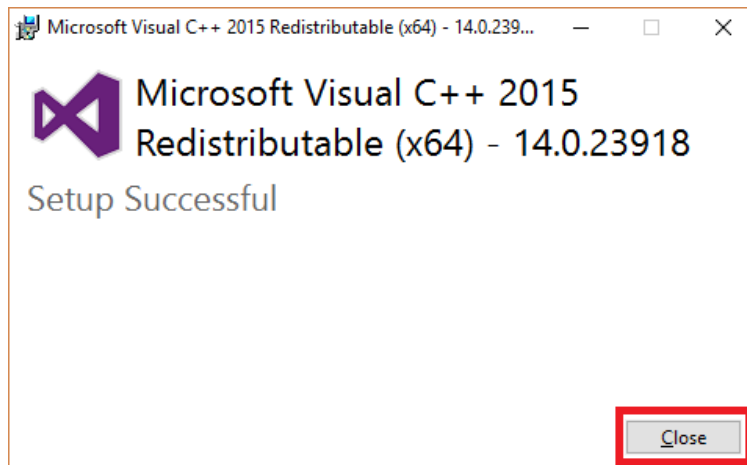 Microsoft Visual C++ 2015 Redistributable (x64) - 14.0.239...
Microsoft Visual C++ 2015
Redistributable (x64) - 14.0.23918
Setup Successful
Close